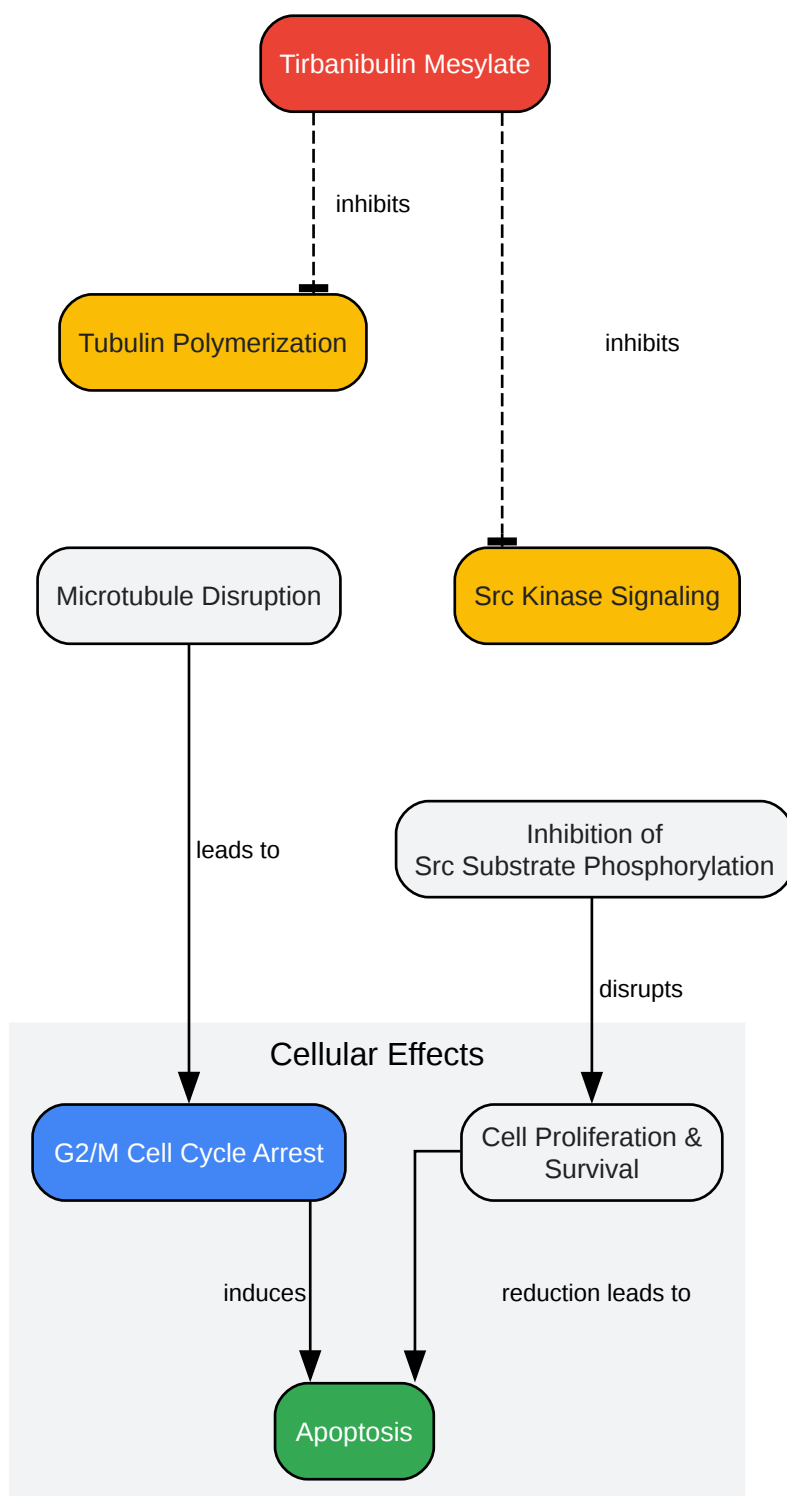 Tirbanibulin Mesylate
inhibits
Tubulin Polymerization
inhibits
Microtubule Disruption
Src Kinase Signaling
leads to
Inhibition of
Src Substrate Phosphorylation
disrupts
Cellular Effects
G2/M Cell Cycle Arrest
Cell Proliferation &
Survival
induces
reduction leads to
Apoptosis